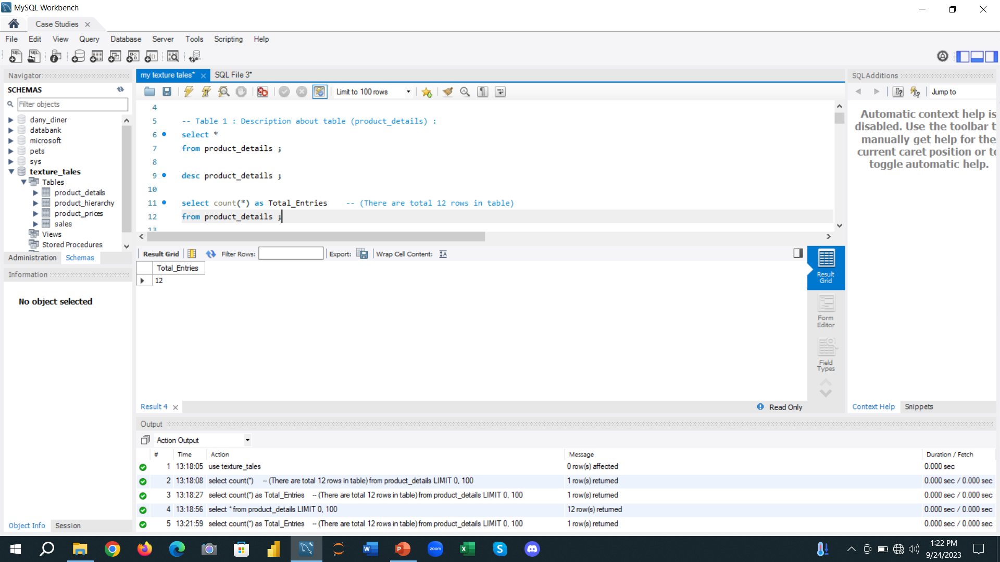 MySQL Workbench
Case Studies
File Edit View Query Database Server Tools Scripting Help
Navigator
SCHEMAS
Filter objects
dany_diner
databank
microsoft
pets
sys
texture_tales
Tables
product_details
product_hierarchy
product_prices
sales
Views
Stored Procedures
Administration Schemas
Information
No object selected
Object Info Session
my texture tales* SQL File 3*
Limit to 100 rows
4
5 -- Table 1 : Description about table (product_details) :
6 select *
7 from product_details ;
8
9 desc product_details ;
10
11 select count(*) as Total_Entries -- (There are total 12 rows in table)
12 from product_details ;
13
Result Grid Filter Rows: Export: Wrap Cell Content:
Total_Entries
12
Result Grid
Form Editor
Field Types
Result 4 Read Only
SQLAdditions
Jump to
Automatic context help is
disabled. Use the toolbar t
manually get help for the
current caret position or to
toggle automatic help.
Context Help Snippets
Output
Action Output
# Time Action Message Duration / Fetch
1 13:18:05 use texture_tales 0 row(s) affected 0.000 sec
2 13:18:08 select count(*) -- (There are total 12 rows in table) from product_details LIMIT 0, 100 1 row(s) returned 0.000 sec / 0.000 sec
3 13:18:27 select count(*) as Total_Entries -- (There are total 12 rows in table) from product_details LIMIT 0, 100 1 row(s) returned 0.000 sec / 0.000 sec
4 13:18:56 select * from product_details LIMIT 0, 100 12 row(s) returned 0.000 sec / 0.000 sec
5 13:21:59 select count(*) as Total_Entries -- (There are total 12 rows in table) from product_details LIMIT 0, 100 1 row(s) returned 0.000 sec / 0.000 sec
zoom
1:22 PM
9/24/2023